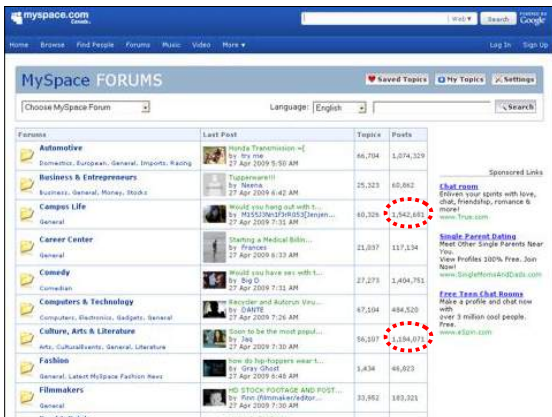 myspace.com
Canada
Web Search POWERED BY Google
Home Browse Find People Forums Music Video More Log In Sign Up
MySpace FORUMS Saved Topics My Topics Settings
Choose MySpace Forum Language: English Search
Forums Last Post Topics Posts
Automotive Honda Transmission =[
by try me 66,704 1,074,329
Domestics, European, General, Imports, Racing 27 Apr 2009 5:50 AM
Sponsored Links
Business & Entrepreneurs Tupperware!!!
by Neena 25,323 60,862
Business, General, Money, Stocks 27 Apr 2009 6:42 AM
Chat room
Enliven your spirits with love,
chat, friendship, romance &
more!
www.True.com
Campus Life Would you hang out with t...
60,326
General 27 Apr 2009 7:31 AM
Career Center Starting a Medical Billin...
by Frances 21,037 117,134
General 27 Apr 2009 6:33 AM
Single Parent Dating
Meet Other Single Parents Near
You.
View Profiles 100% Free. Join
Now!
www.SingleMomsAndDads.com
Comedy Would you have sex with t...
by Big D 27,273 1,404,751
Comedian 27 Apr 2009 7:31 AM
Computers & Technology Recycler and Autorun Viru...
by DANTE 67,104 484,520
Computers, Electronics, Gadgets, General 27 Apr 2009 7:26 AM
Free Teen Chat Rooms
Make a profile and chat now
with
over 3 million cool people.
Free.
www.eSpin.com
Culture, Arts & Literature Soon to be the most popul...
by Jaq 56,107 1,194,071
Arts, CulturalEvents, General, Literature 27 Apr 2009 7:30 AM
Fashion how do hip-hoppers wear t...
by Gray Ghost 1,434
General, Latest MySpace Fashion News 27 Apr 2009 6:48 AM
Filmmakers HD STOCK FOOTAGE AND POST...
by Finn (filmmaker/editor... 33,952 183,321
General 27 Apr 2009 7:30 AM